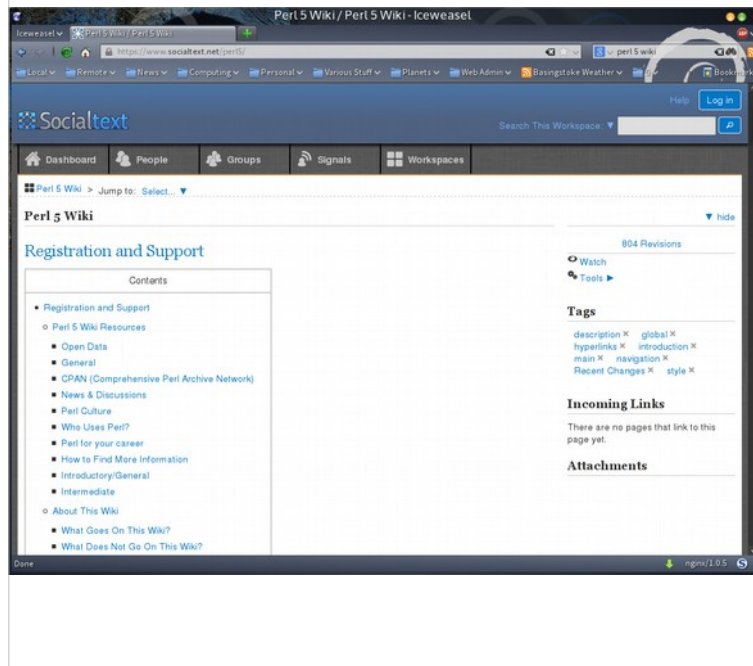 Perl 5 Wiki / Perl 5 Wiki - Iceweasel
Iceweasel Perl 5 Wiki / Perl 5 Wiki
https://www.socialtext.net/perl5/ perl 5 wiki
Local Remote News Computing Personal Various Stuff Planets Web Admin Basingstoke Weather
Help Log in
Socialtext
Search This Workspace: ▼
Dashboard People Groups Signals Workspaces
Perl 5 Wiki > Jump to: Select... ▼
Perl 5 Wiki
▼ hide
Registration and Support
Contents
• Registration and Support
Perl 5 Wiki Resources
Open Data
General
CPAN (Comprehensive Perl Archive Network)
News & Discussions
Perl Culture
Who Uses Perl?
Perl for your career
How to Find More Information
Introductory/General
Intermediate
About This Wiki
What Goes On This Wiki?
What Does Not Go On This Wiki?
804 Revisions
Watch
Tools ▶
Tags
description × global ×
hyperlinks × introduction ×
main × navigation ×
Recent Changes × style ×
Incoming Links
There are no pages that link to this
page yet.
Attachments
Done nginx/1.0.5